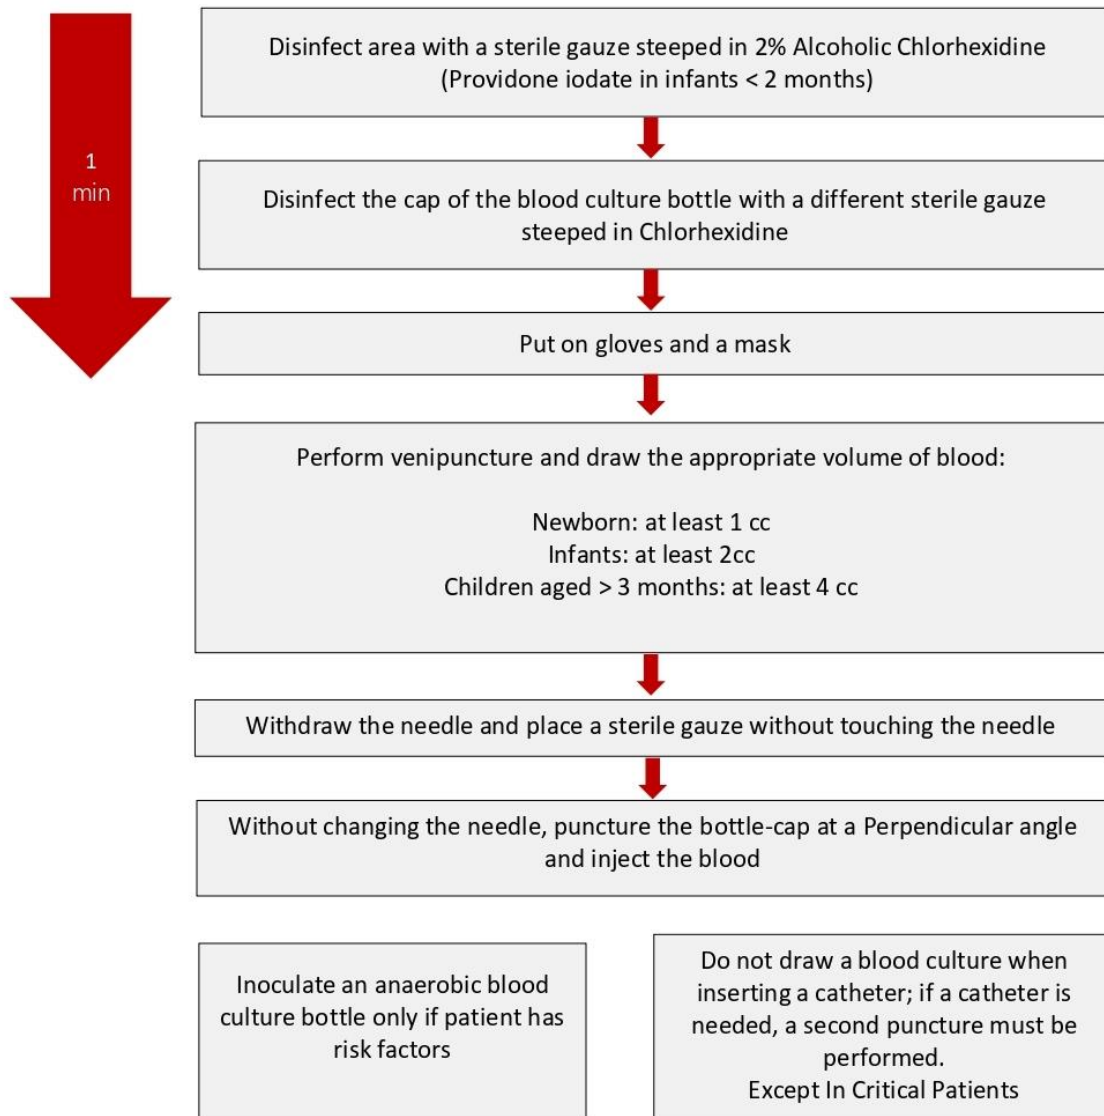 1
min
Disinfect area with a sterile gauze steeped in 2% Alcoholic Chlorhexidine
(Providone iodate in infants < 2 months)
Disinfect the cap of the blood culture bottle with a different sterile gauze
steeped in Chlorhexidine
Put on gloves and a mask
Perform venipuncture and draw the appropriate volume of blood:
Newborn: at least 1 cc
Infants: at least 2cc
Children aged > 3 months: at least 4 cc
Withdraw the needle and place a sterile gauze without touching the needle
Without changing the needle, puncture the bottle-cap at a Perpendicular angle
and inject the blood
Inoculate an anaerobic blood
culture bottle only if patient has
risk factors
Do not draw a blood culture when
inserting a catheter; if a catheter is
needed, a second puncture must be
performed.
Except In Critical Patients